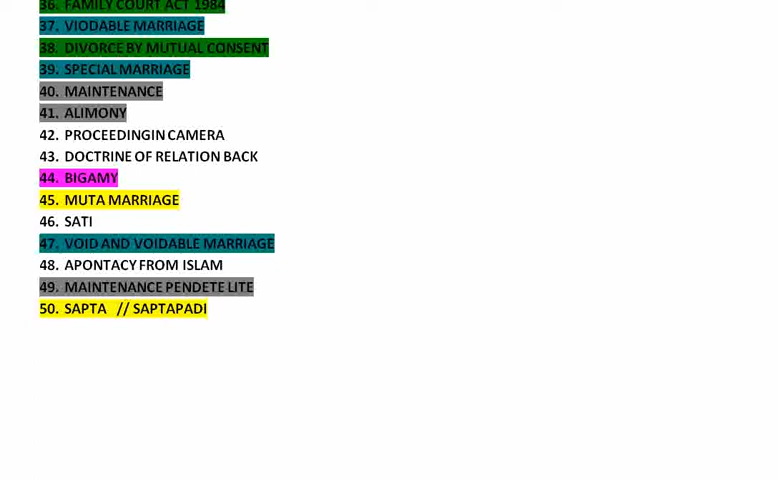 36. FAMILY COURT ACT 1984
37. VIODABLE MARRIAGE
38. DIVORCE BY MUTUAL CONSENT
39. SPECIAL MARRIAGE
40. MAINTENANCE
41. ALIMONY
42. PROCEEDINGIN CAMERA
43. DOCTRINE OF RELATION BACK
44. BIGAMY
45. MUTA MARRIAGE
46. SATI
47. VOID AND VOIDABLE MARRIAGE
48. APONTACY FROM ISLAM
49. MAINTENANCE PENDETE LITE
50. SAPTA // SAPTAPADI